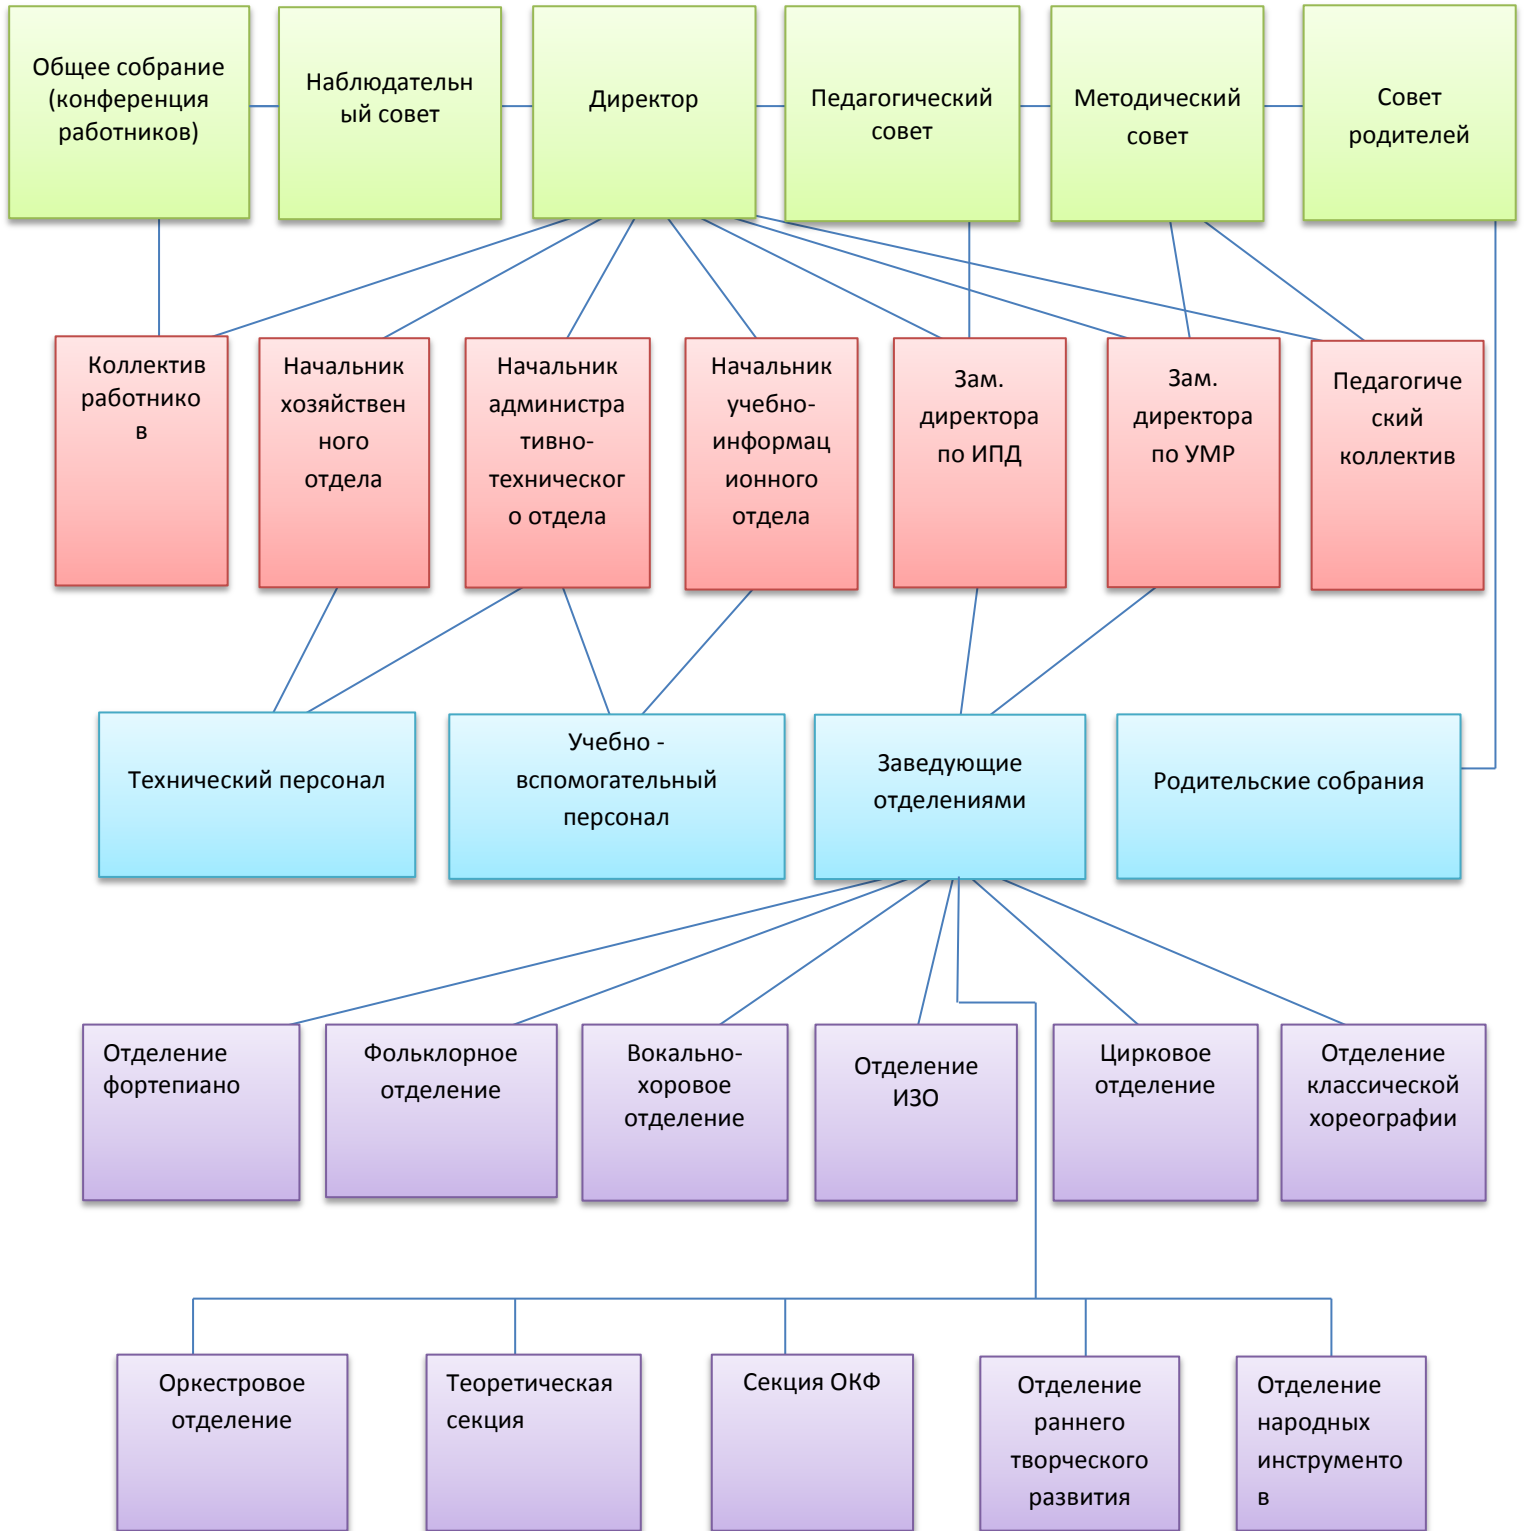 Общее собрание
(конференция
работников)
Наблюдательн
ый совет
Директор
Педагогический
совет
Методический
совет
Совет
родителей
Коллектив
работнико
в
Начальник
хозяйствен
ного
отдела
Начальник
администра
тивно-
техническог
о отдела
Начальник
учебно-
информац
ионного
отдела
Зам.
директора
по ИПД
Зам.
директора
по УМР
Педагогиче
ский
коллектив
Технический персонал
Учебно -
вспомогательный
персонал
Заведующие
отделениями
Родительские собрания
Отделение
фортепиано
Фольклорное
отделение
Вокально-
хоровое
отделение
Отделение
ИЗО
Цирковое
отделение
Отделение
классической
хореографии
Оркестровое
отделение
Теоретическая
секция
Секция ОКФ
Отделение
раннего
творческого
развития
Отделение
народных
инструменто
в